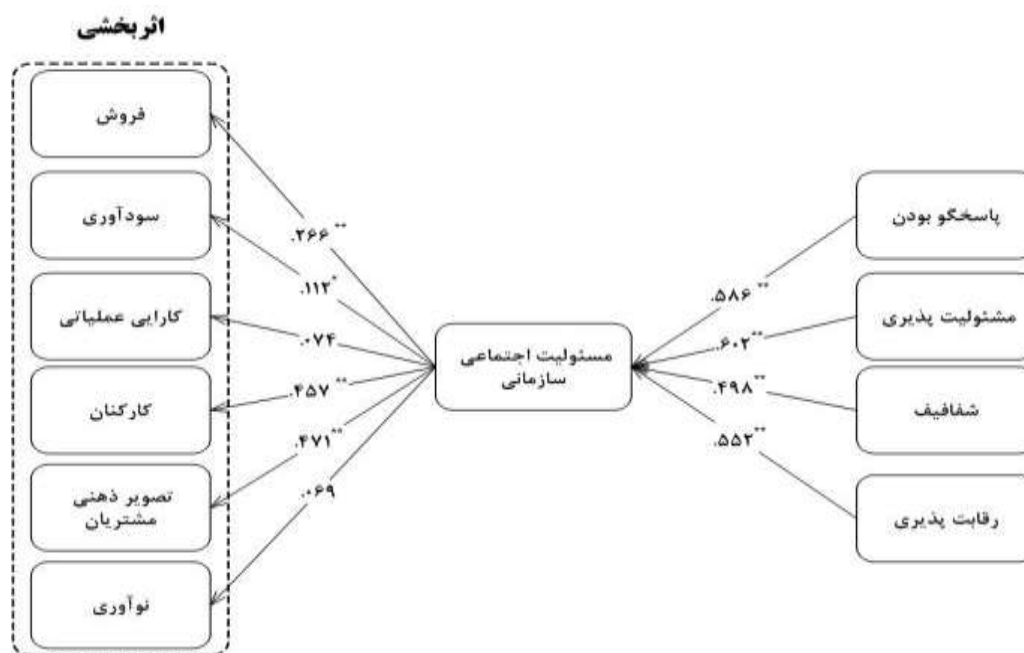 اثربخشی
فروش
سودآوری
کارایی عملیاتی
کارکنان
تصویر ذهنی
مشتریان
نوآوری
.۲۶۶ **
.۱۱۲*
.۰۷۴
.۴۵۷ **
.۴۷۱**
.۰۶۹
مسئولیت اجتماعی
سازمانی
.۵۸۶ **
.۶۰۲**
.۴۹۸**
.۵۵۲**
پاسخگو بودن
مشئولیت پذیری
شفافیف
رقابت پذیری